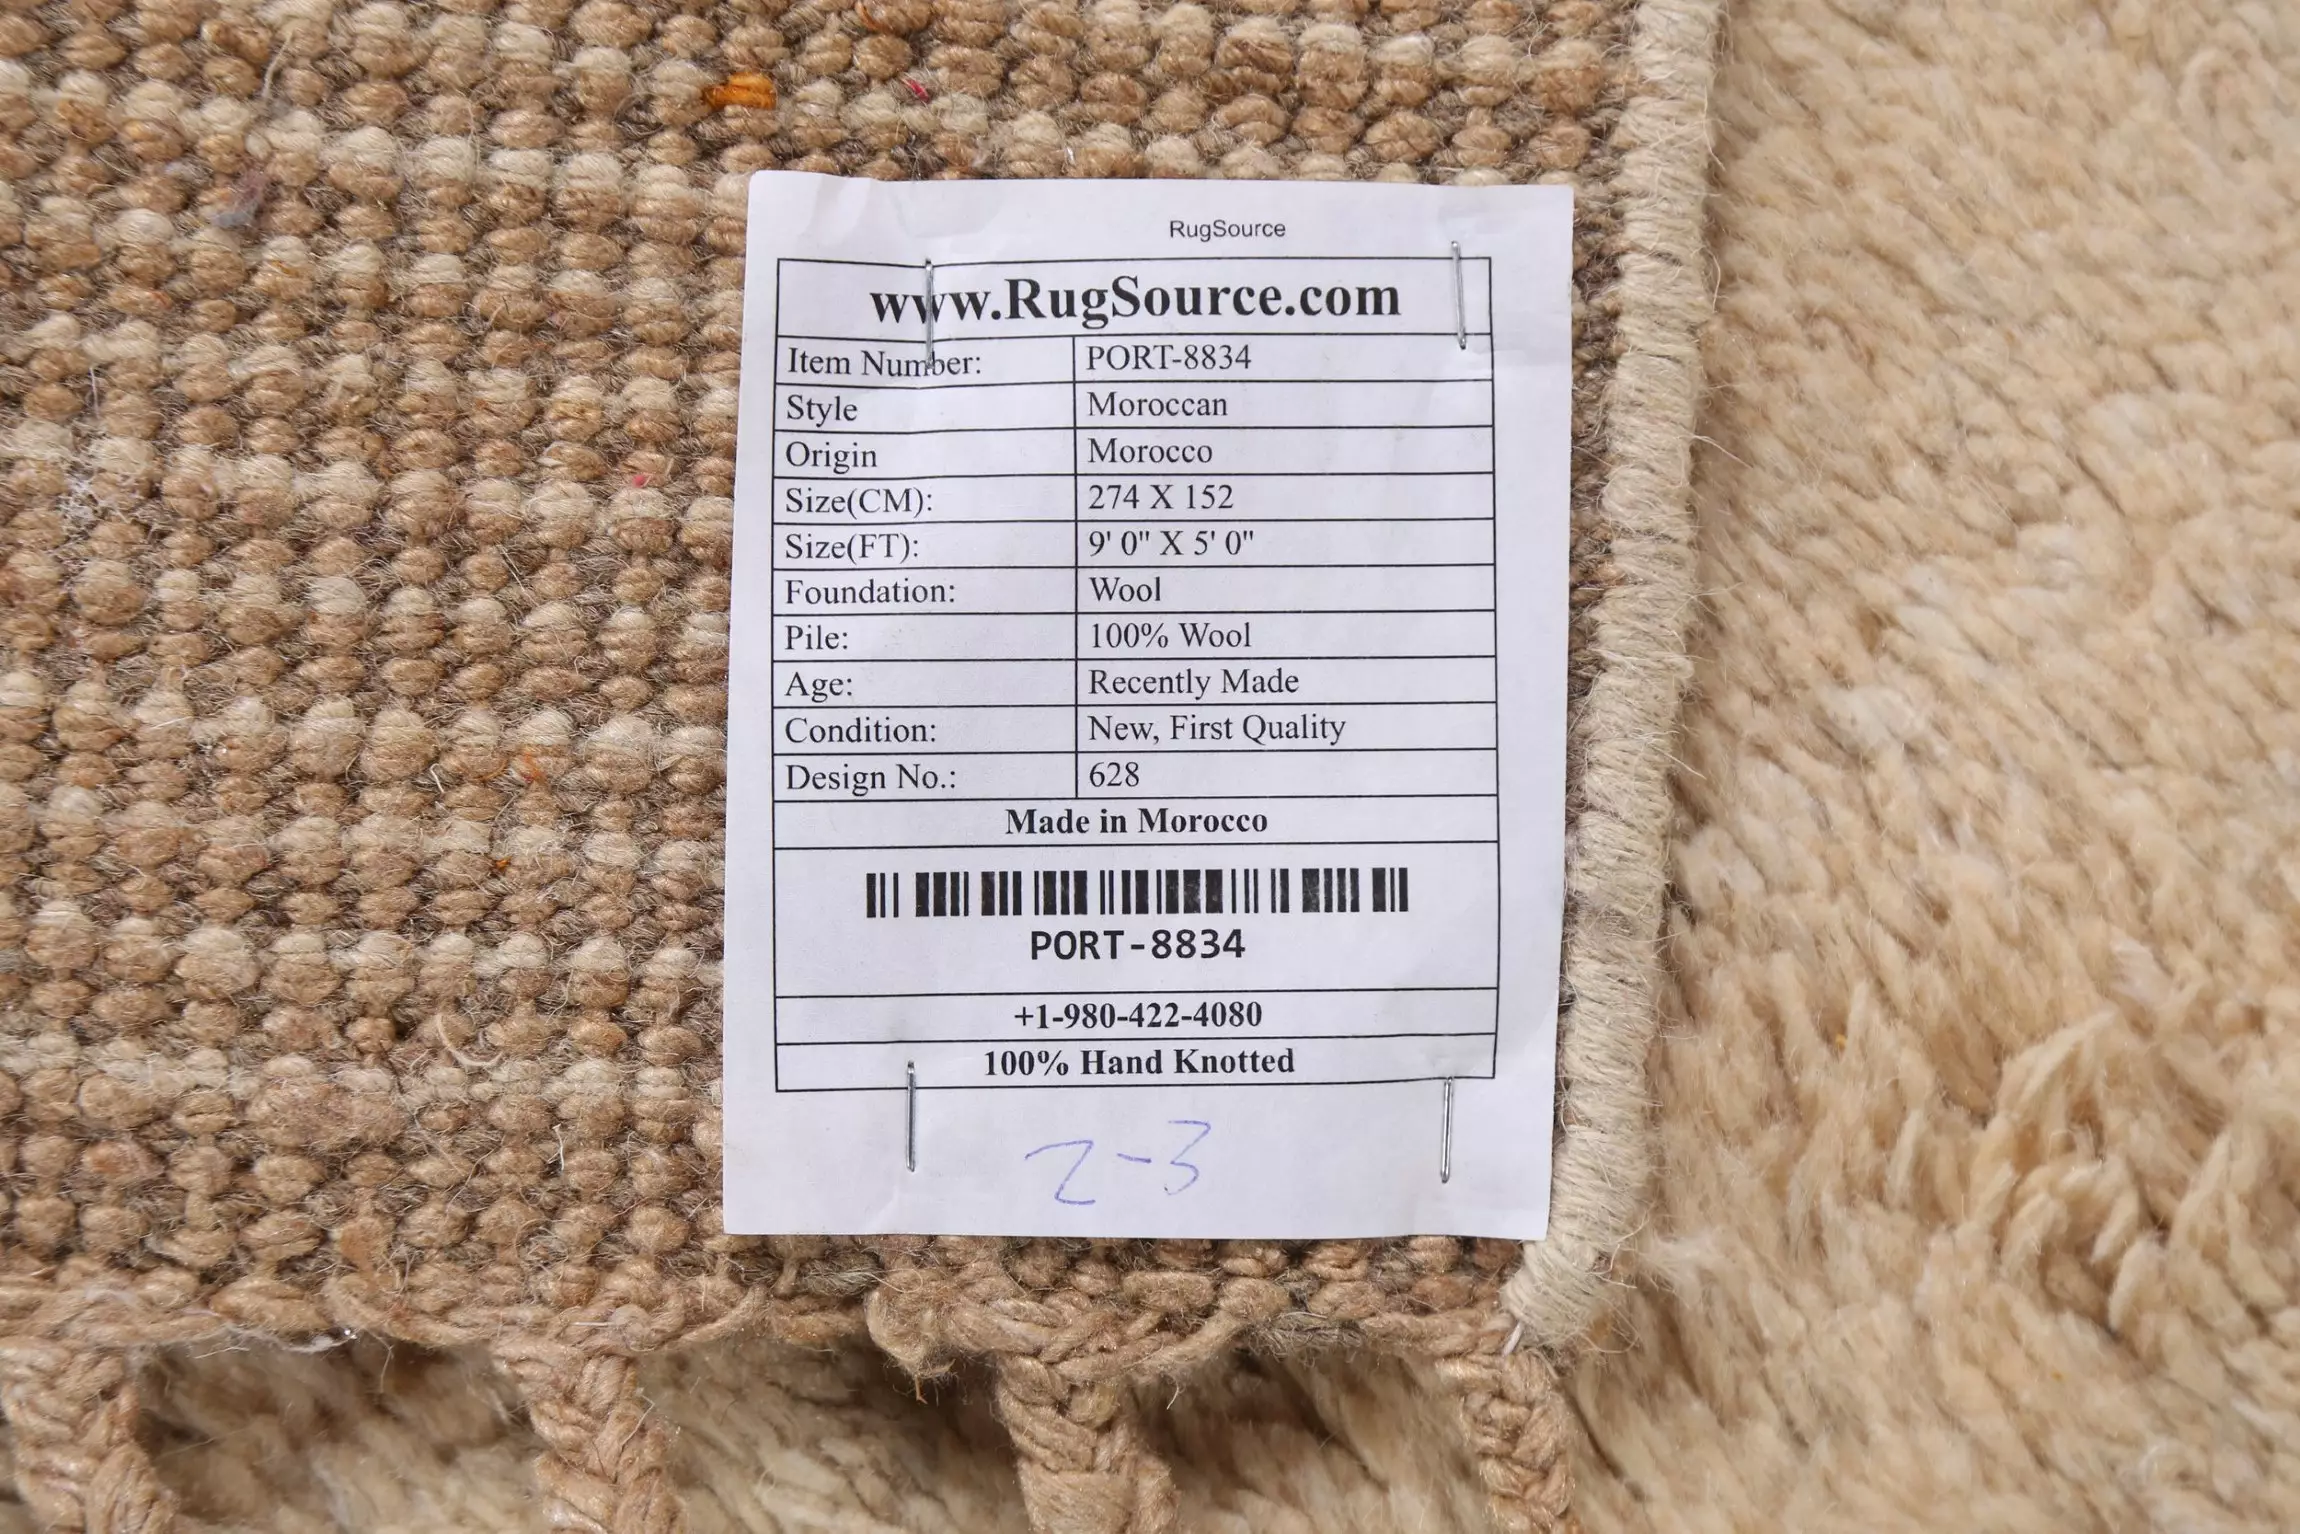 RugSource
www.RugSource.com
Item Number: PORT-8834
Style Moroccan
Origin Morocco
Size(CM): 274 X 152
Size(FT): 9' 0" X 5' 0"
Foundation: Wool
Pile: 100% Wool
Age: Recently Made
Condition: New, First Quality
Design No.: 628
Made in Morocco
PORT-8834
+1-980-422-4080
100% Hand Knotted
2-3